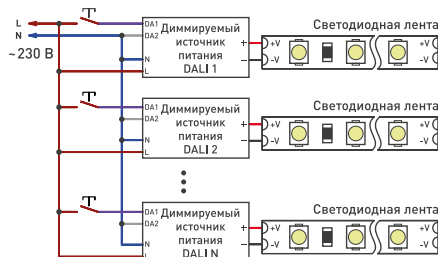 L
N
~230 В
DA1
DA2
N
L
Диммируемый
источник
питания
DALI 1
+
–
Светодиодная лента
+V
-V
+V
-V
DA1
DA2
N
L
Диммируемый
источник
питания
DALI 2
+
–
Светодиодная лента
+V
-V
+V
-V
DA1
DA2
N
L
Диммируемый
источник
питания
DALI N
+
–
Светодиодная лента
+V
-V
+V
-V